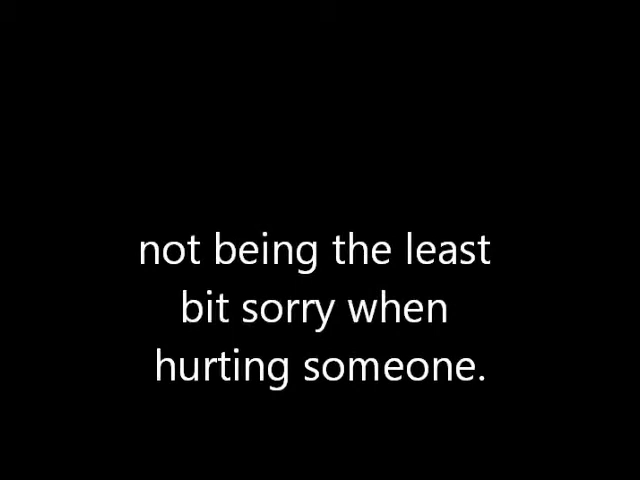 not being the least
bit sorry when
hurting someone.